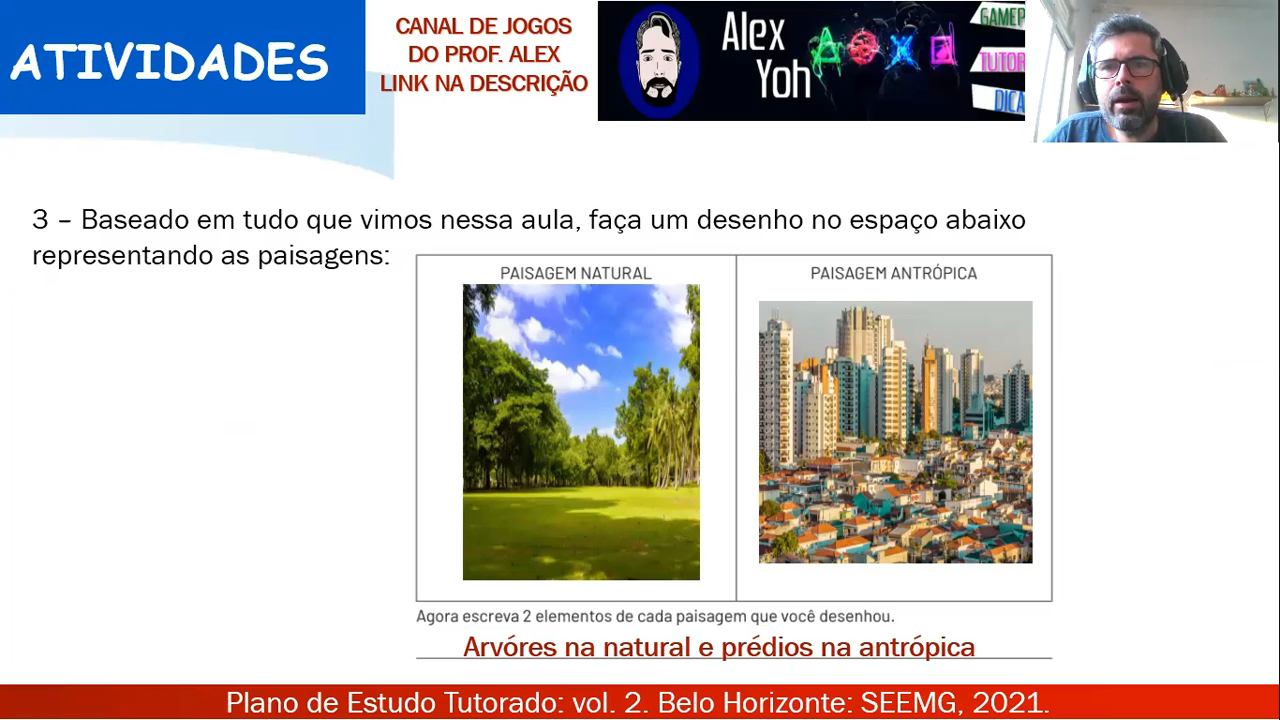 ATIVIDADES
CANAL DE JOGOS
DO PROF. ALEX
LINK NA DESCRIÇÃO
Alex
Yoh
GAMEP
TUTOR
DICA
3 – Baseado em tudo que vimos nessa aula, faça um desenho no espaço abaixo
representando as paisagens:
PAISAGEM NATURAL
PAISAGEM ANTRÓPICA
Agora escreva 2 elementos de cada paisagem que você desenhou.
Arvóres na natural e prédios na antrópica
Plano de Estudo Tutorado: vol. 2. Belo Horizonte: SEEMG, 2021.